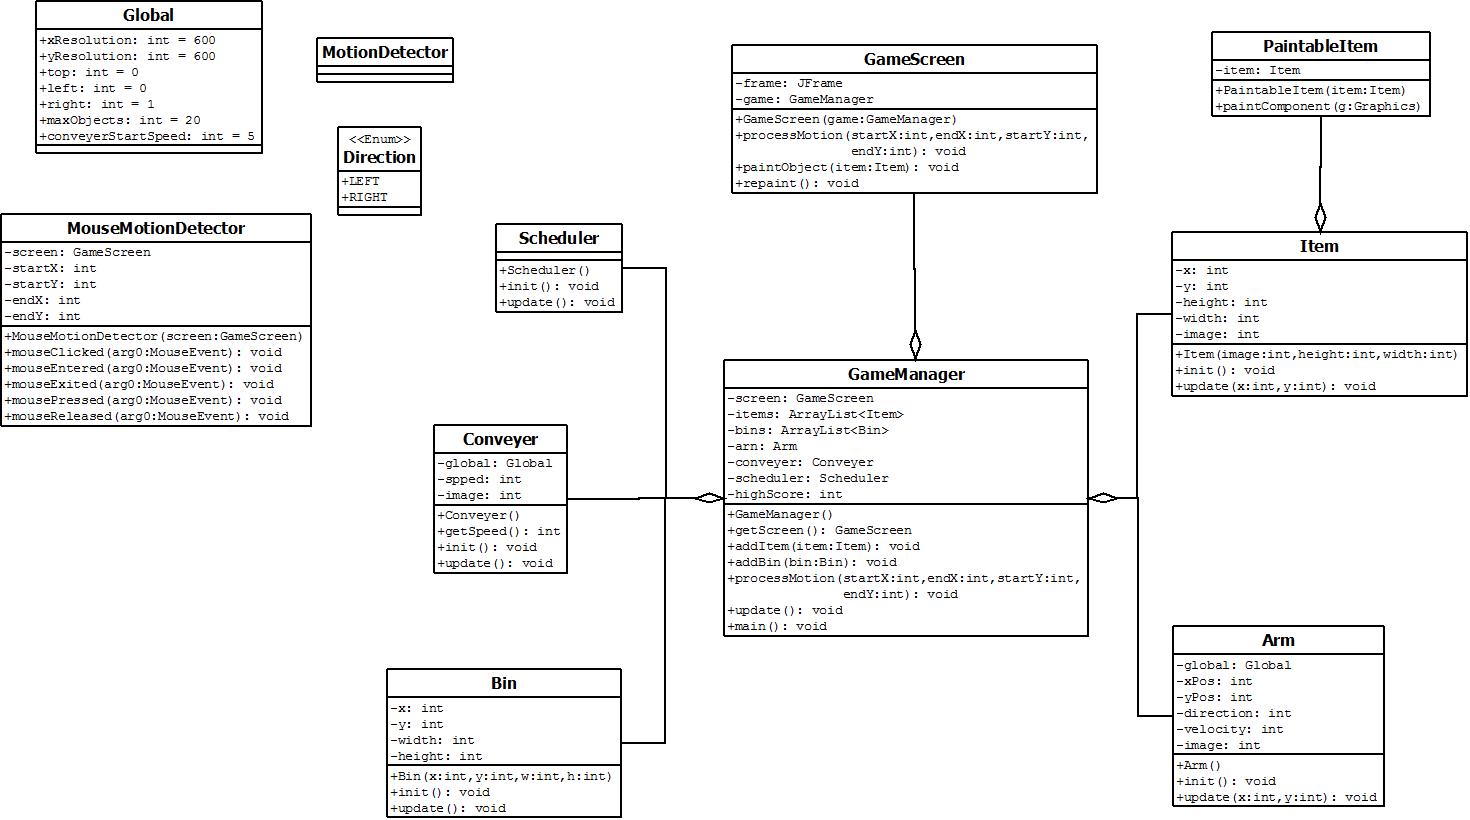 Global
+xResolution: int = 600
+yResolution: int = 600
+top: int = 0
+left: int = 0
+right: int = 1
+maxObjects: int = 20
+conveyerStartSpeed: int = 5
MotionDetector
<<Enum>>
Direction
+LEFT
+RIGHT
MouseMotionDetector
-screen: GameScreen
-startX: int
-startY: int
-endX: int
-endY: int
+MouseMotionDetector(screen:GameScreen)
+mouseClicked(arg0:MouseEvent): void
+mouseEntered(arg0:MouseEvent): void
+mouseExited(arg0:MouseEvent): void
+mousePressed(arg0:MouseEvent): void
+mouseReleased(arg0:MouseEvent): void
Scheduler
+Scheduler()
+init(): void
+update(): void
Conveyer
-global: Global
-spped: int
-image: int
+Conveyer()
+getSpeed(): int
+init(): void
+update(): void
Bin
-x: int
-y: int
-width: int
-height: int
+Bin(x:int,y:int,w:int,h:int)
+init(): void
+update(): void
GameScreen
-frame: JFrame
-game: GameManager
+GameScreen(game:GameManager)
+processMotion(startX:int,endX:int,startY:int,
endY:int): void
+paintObject(item:Item): void
+repaint(): void
GameManager
-screen: GameScreen
-items: ArrayList<Item>
-bins: ArrayList<Bin>
-arn: Arm
-conveyer: Conveyer
-scheduler: Scheduler
-highScore: int
+GameManager()
+getScreen(): GameScreen
+addItem(item:Item): void
+addBin(bin:Bin): void
+processMotion(startX:int,endX:int,startY:int,
endY:int): void
+update(): void
+main(): void
PaintableItem
-item: Item
+PaintableItem(item:Item)
+paintComponent(g:Graphics)
Item
-x: int
-y: int
-height: int
-width: int
-image: int
+Item(image:int,height:int,width:int)
+init(): void
+update(x:int,y:int): void
Arm
-global: Global
-xPos: int
-yPos: int
-direction: int
-velocity: int
-image: int
+Arm()
+init(): void
+update(x:int,y:int): void